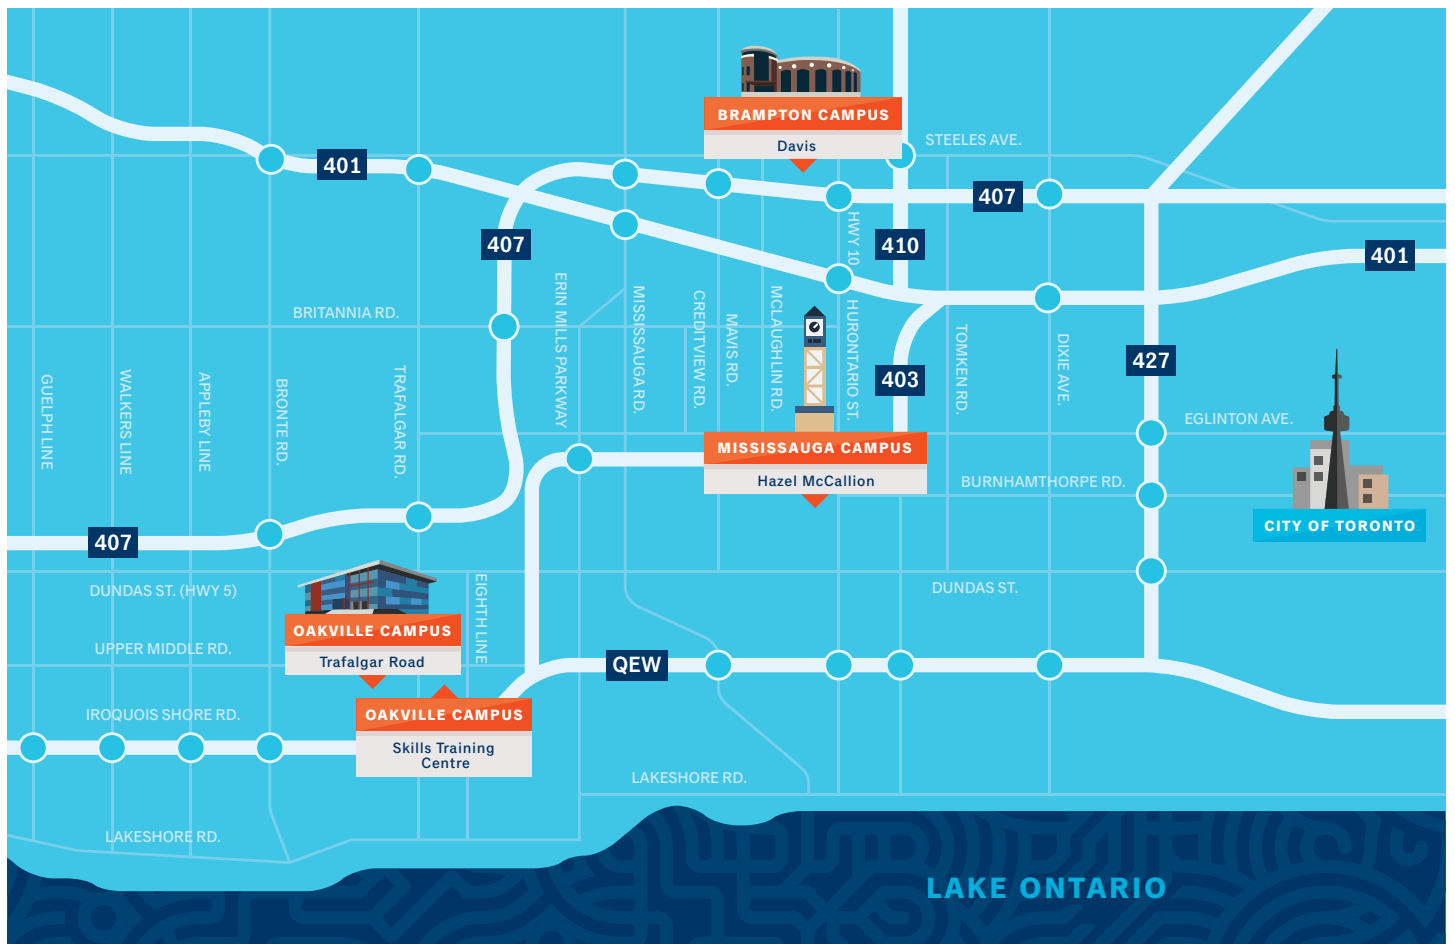 BRAMPTON CAMPUS
Davis
STEELES AVE.
401
407
407
410
401
HWY 10
BRITANNIA RD.
ERIN MILLS PARKWAY
MISSISSAUGA RD.
CREDITVIEW RD.
MAVIS RD.
MCLAUGHLIN RD.
HURONTARIO ST.
403
TOMKEN RD.
DIXIE AVE.
427
GUELPH LINE
WALKERS LINE
APPLEBY LINE
BRONTE RD.
TRAFALGAR RD.
EGLINTON AVE.
MISSISSAUGA CAMPUS
Hazel McCallion
BURNHAMTHORPE RD.
CITY OF TORONTO
407
DUNDAS ST. (HWY 5)
EIGHTH LINE
DUNDAS ST.
OAKVILLE CAMPUS
Trafalgar Road
UPPER MIDDLE RD.
QEW
IROQUOIS SHORE RD.
OAKVILLE CAMPUS
Skills Training
Centre
LAKESHORE RD.
LAKESHORE RD.
LAKE ONTARIO